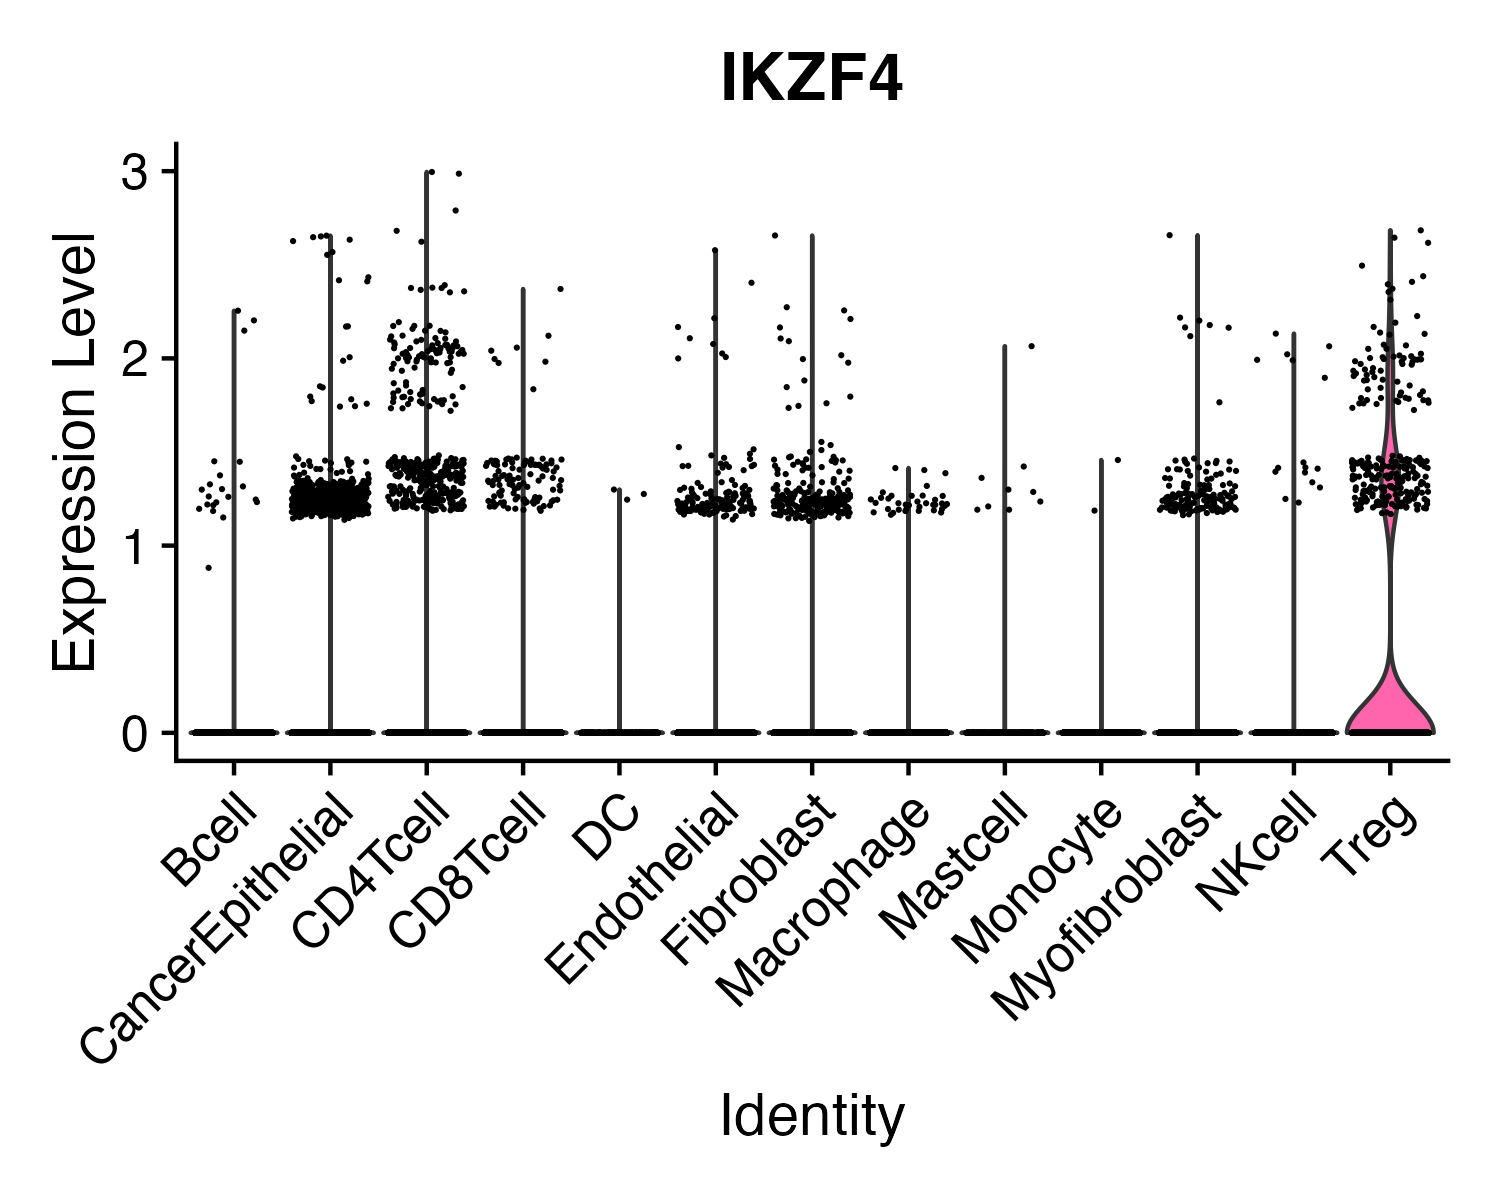 IKZF4
Expression Level
3
2
1
0
Bcell
CancerEpithelial
CD4Tcell
CD8Tcell
DC
Endothelial
Fibroblast
Macrophage
Mastcell
Monocyte
Myofibroblast
NKcell
Treg
Identity